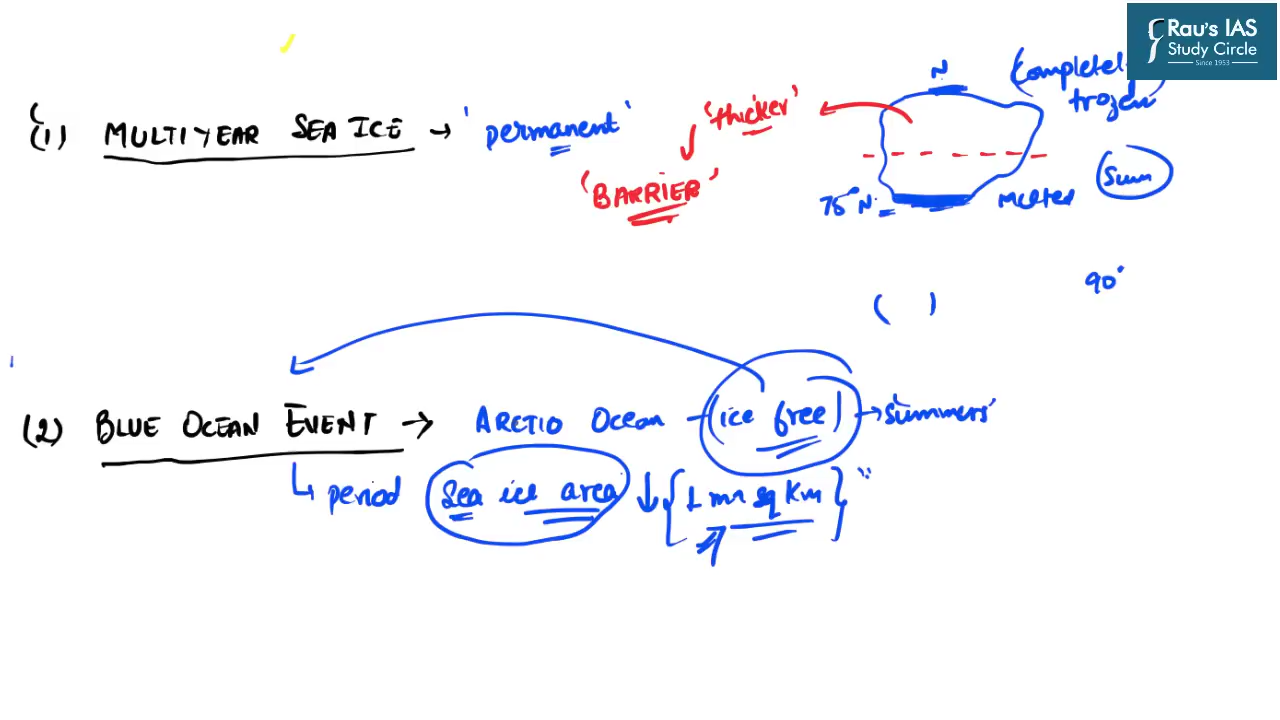 Rau's IAS
Study Circle
Since 1953
N
(Completely
frozen
(1) MULTIYEAR SEA ICE → 'permanent'
'thicker'
'BARRIER'
75° N
Melted
Sum
90°
( )
(2) BLUE OCEAN EVENT → ARCTIC OCEAN - (ice free) → summers'
↳ period sea ice area ↓ { 1 mn sq Km }